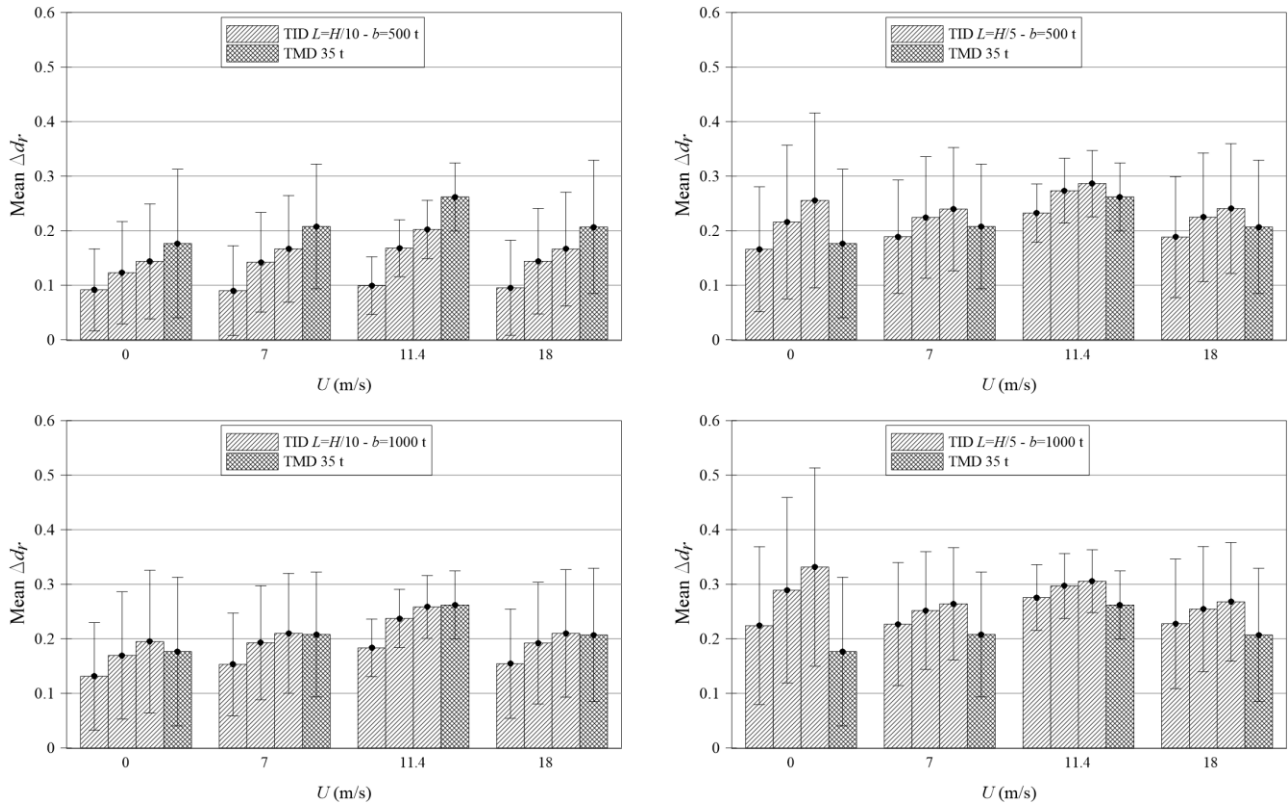 0.6
0.5
0.4
0.3
0.2
0.1
0
Mean Δdr
TID L=H/10 - b=500 t
TMD 35 t
0 7 11.4 18
U (m/s)
0.6
0.5
0.4
0.3
0.2
0.1
0
Mean Δdr
TID L=H/5 - b=500 t
TMD 35 t
0 7 11.4 18
U (m/s)
0.6
0.5
0.4
0.3
0.2
0.1
0
Mean Δdr
TID L=H/10 - b=1000 t
TMD 35 t
0 7 11.4 18
U (m/s)
0.6
0.5
0.4
0.3
0.2
0.1
0
Mean Δdr
TID L=H/5 - b=1000 t
TMD 35 t
0 7 11.4 18
U (m/s)